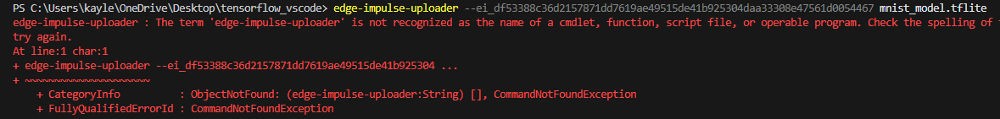 PS C:\Users\kayle\OneDrive\Desktop\tensorflow_vscode> edge-impulse-uploader --ei_df53388c36d2157871dd7619ae49515de41b925304daa33308e47561d0054467 mnist_model.tflite
edge-impulse-uploader : The term 'edge-impulse-uploader' is not recognized as the name of a cmdlet, function, script file, or operable program. Check the spelling of
try again.
At line:1 char:1
+ edge-impulse-uploader --ei_df53388c36d2157871dd7619ae49515de41b925304 ...
+ ~~~~~~~~~~~~~~~~~~~~~
+ CategoryInfo : ObjectNotFound: (edge-impulse-uploader:String) [], CommandNotFoundException
+ FullyQualifiedErrorId : CommandNotFoundException